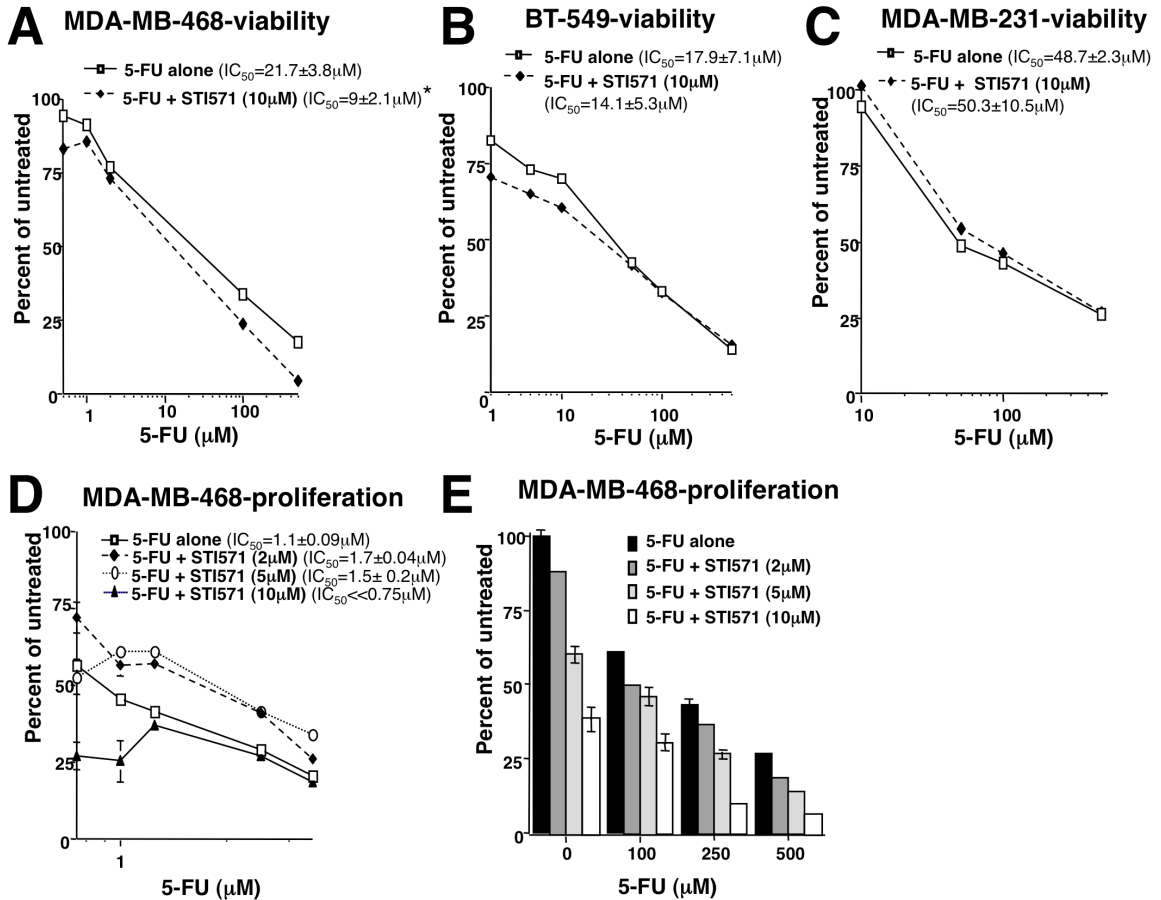 A
MDA-MB-468-viability
5-FU alone (IC50=21.7±3.8μM)
5-FU + STI571 (10μM) (IC50=9±2.1μM)*
Percent of untreated
100
75
50
25
0
1 10 100
5-FU (μM)
B
BT-549-viability
5-FU alone (IC50=17.9±7.1μM)
5-FU + STI571 (10μM)
(IC50=14.1±5.3μM)
Percent of untreated
100
75
50
25
0
1 10 100
5-FU (μM)
C
MDA-MB-231-viability
5-FU alone (IC50=48.7±2.3μM)
5-FU + STI571 (10μM)
(IC50=50.3±10.5μM)
Percent of untreated
100
75
50
25
0
10 100
5-FU (μM)
D
MDA-MB-468-proliferation
5-FU alone (IC50=1.1±0.09μM)
5-FU + STI571 (2μM) (IC50=1.7±0.04μM)
5-FU + STI571 (5μM) (IC50=1.5± 0.2μM)
5-FU + STI571 (10μM) (IC50<<0.75μM)
Percent of untreated
100
75
50
25
0
1
5-FU (μM)
E
MDA-MB-468-proliferation
5-FU alone
5-FU + STI571 (2μM)
5-FU + STI571 (5μM)
5-FU + STI571 (10μM)
Percent of untreated
100
75
50
25
0
0 100 250 500
5-FU (μM)